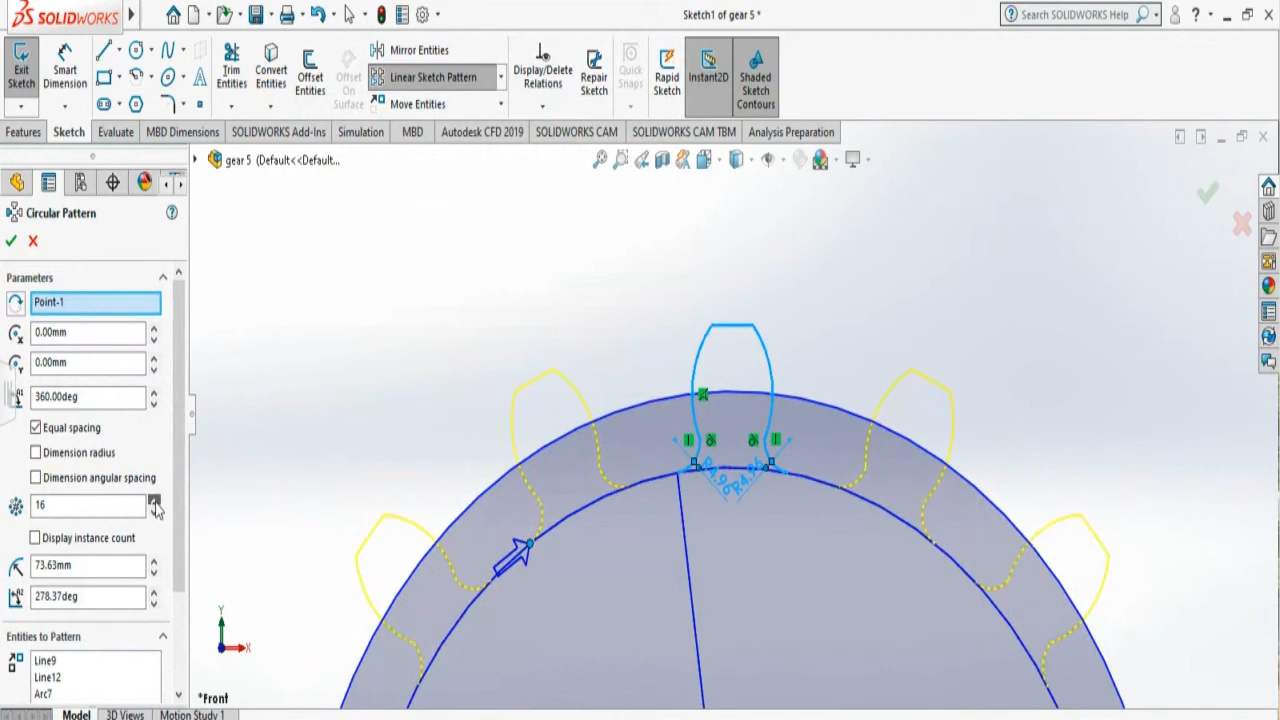 SOLIDWORKS
Sketch1 of gear 5 *
Search SOLIDWORKS Help
Exit Sketch
Smart Dimension
Trim Entities
Convert Entities
Offset Entities
Offset On Surface
Mirror Entities
Linear Sketch Pattern
Move Entities
Display/Delete Relations
Repair Sketch
Quick Snaps
Rapid Sketch
Instant2D
Shaded Sketch Contours
Features
Sketch
Evaluate
MBD Dimensions
SOLIDWORKS Add-Ins
Simulation
MBD
Autodesk CFD 2019
SOLIDWORKS CAM
SOLIDWORKS CAM TBM
Analysis Preparation
gear 5 (Default<<Default...
Circular Pattern
Parameters
Point-1
0.00mm
0.00mm
360.00deg
Equal spacing
Dimension radius
Dimension angular spacing
16
Display instance count
73.63mm
278.37deg
Entities to Pattern
Line9
Line12
Arc7
Y
X
*Front
Model
3D Views
Motion Study 1